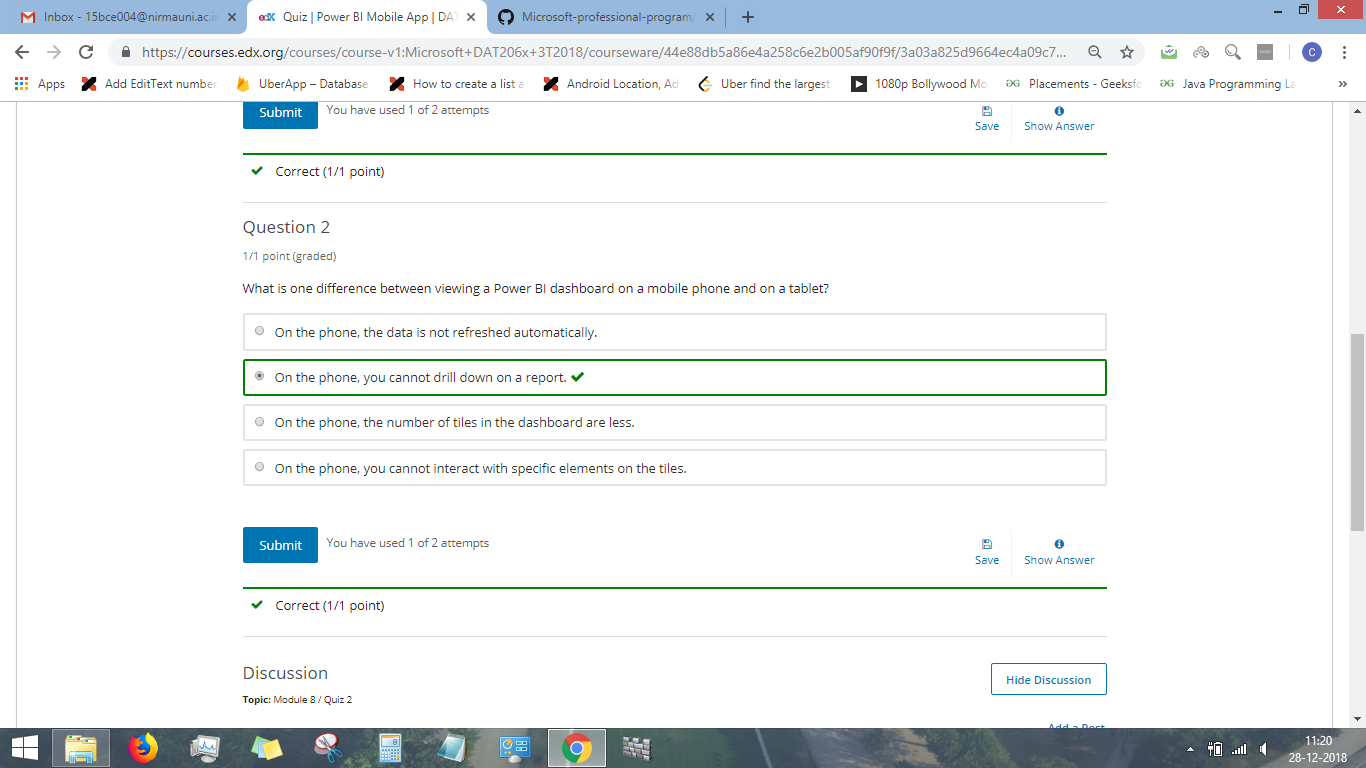 Inbox - 15bce004@nirmauni.ac.in
edX Quiz | Power BI Mobile App | DAT
Microsoft-professional-program/
https://courses.edx.org/courses/course-v1:Microsoft+DAT206x+3T2018/courseware/44e88db5a86e4a258c6e2b005af90f9f/3a03a825d9664ec4a09c7...
C
Apps Add EditText number UberApp – Database How to create a list a Android Location, Ad Uber find the largest 1080p Bollywood Mo Placements - Geeksfo Java Programming La »
Submit You have used 1 of 2 attempts
Save Show Answer
Correct (1/1 point)
Question 2
1/1 point (graded)
What is one difference between viewing a Power BI dashboard on a mobile phone and on a tablet?
On the phone, the data is not refreshed automatically.
On the phone, you cannot drill down on a report.
On the phone, the number of tiles in the dashboard are less.
On the phone, you cannot interact with specific elements on the tiles.
Submit You have used 1 of 2 attempts
Save Show Answer
Correct (1/1 point)
Discussion
Hide Discussion
Topic: Module 8 / Quiz 2
Add a Post
11:20
28-12-2018